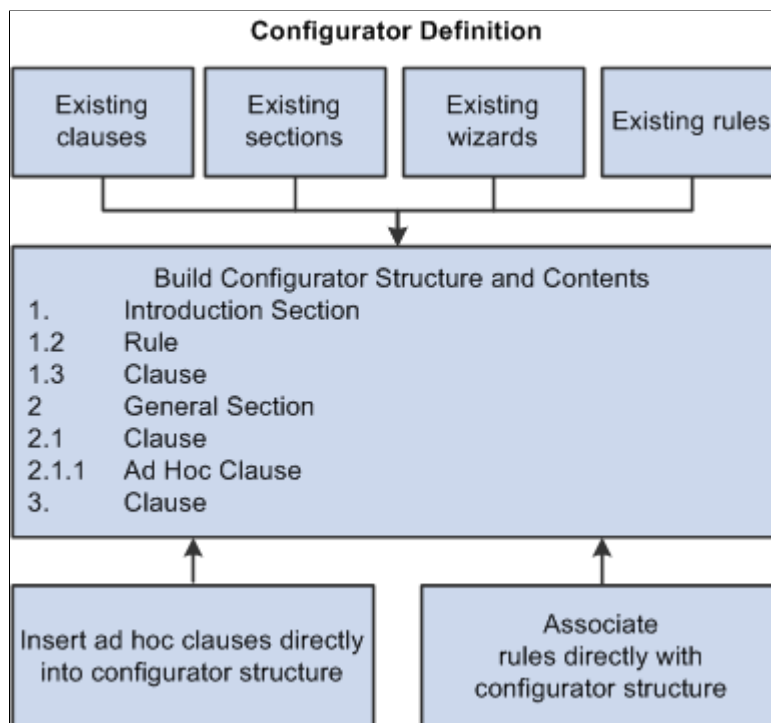 Configurator Definition
Existing
clauses
Existing
sections
Existing
wizards
Existing rules
Build Configurator Structure and Contents
1. Introduction Section
1.2 Rule
1.3 Clause
2 General Section
2.1 Clause
2.1.1 Ad Hoc Clause
3. Clause
Insert ad hoc clauses directly
into configurator structure
Associate
rules directly with
configurator structure